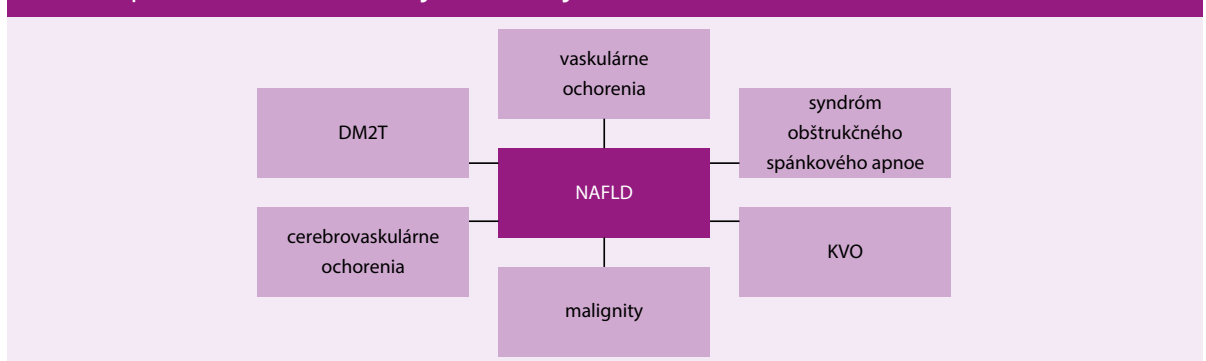 vaskulárne
ochorenia
DM2T
syndróm
obštrukčného
spánkového apnoe
NAFLD
cerebrovaskulárne
ochorenia
KVO
malignity